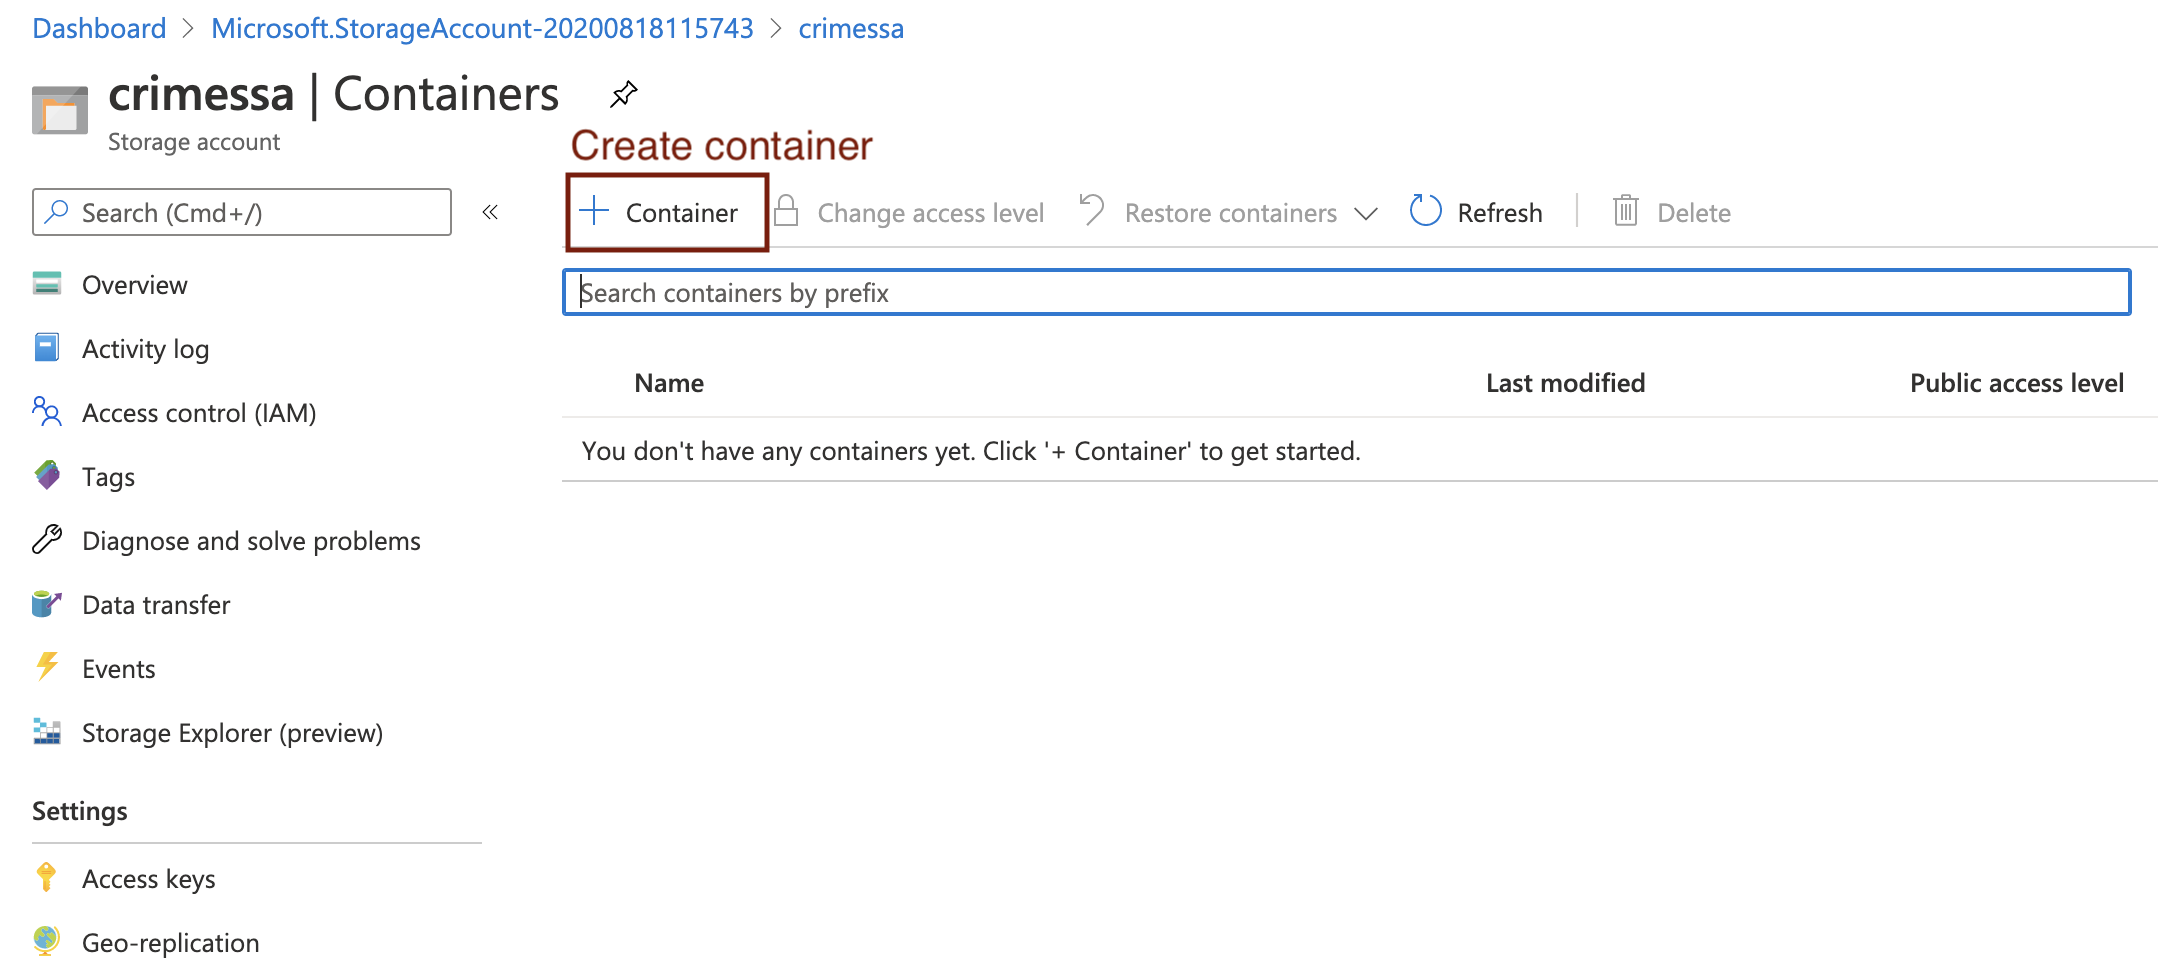 Dashboard > Microsoft.StorageAccount-20200818115743 > crimessa
crimessa | Containers
Storage account
Create container
Search (Cmd+/)
«
+ Container
Change access level
Restore containers
Refresh
Delete
Search containers by prefix
Overview
Activity log
Access control (IAM)
Tags
Diagnose and solve problems
Data transfer
Events
Storage Explorer (preview)
Settings
Access keys
Geo-replication
Name Last modified Public access level
You don't have any containers yet. Click '+ Container' to get started.